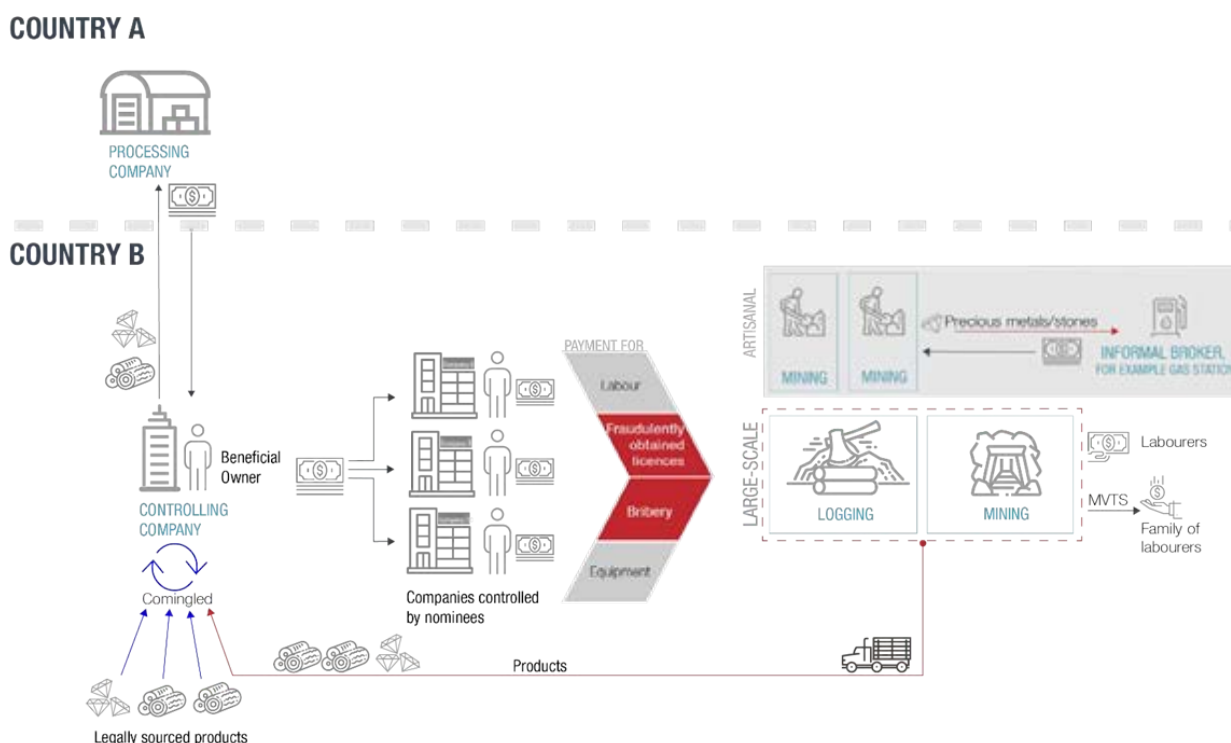 COUNTRY A
PROCESSING
COMPANY
COUNTRY B
ARTISANAL
MINING
MINING
Precious metals/stones
INFORMAL BROKER,
FOR EXAMPLE GAS STATION
PAYMENT FOR
Labour
Fraudulently
obtained
licences
Bribery
Equipment
Beneficial
Owner
CONTROLLING
COMPANY
Comingled
Companies controlled
by nominees
LARGE-SCALE
LOGGING
MINING
Labourers
MVTS
Family of
labourers
Products
Legally sourced products